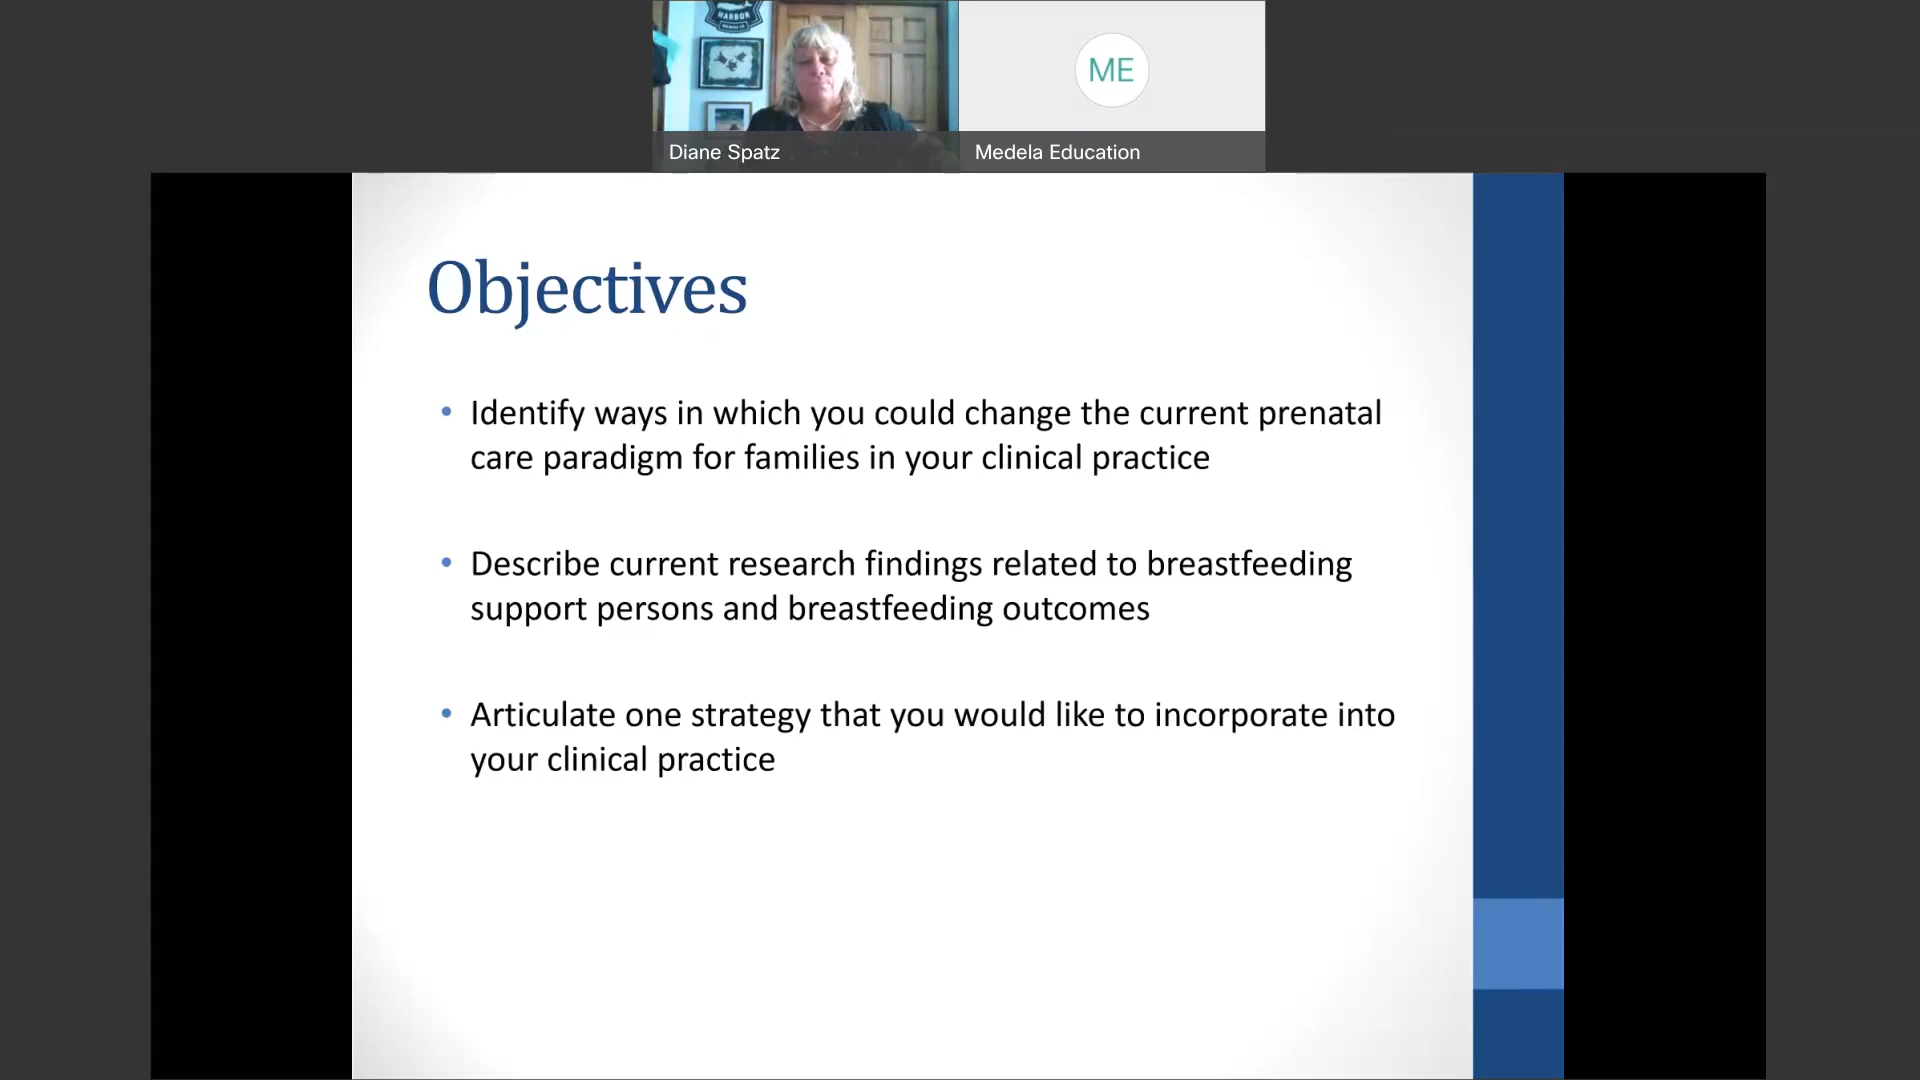 HARBOR
ME
Diane Spatz
Medela Education
Objectives
• Identify ways in which you could change the current prenatal
care paradigm for families in your clinical practice
• Describe current research findings related to breastfeeding
support persons and breastfeeding outcomes
• Articulate one strategy that you would like to incorporate into
your clinical practice